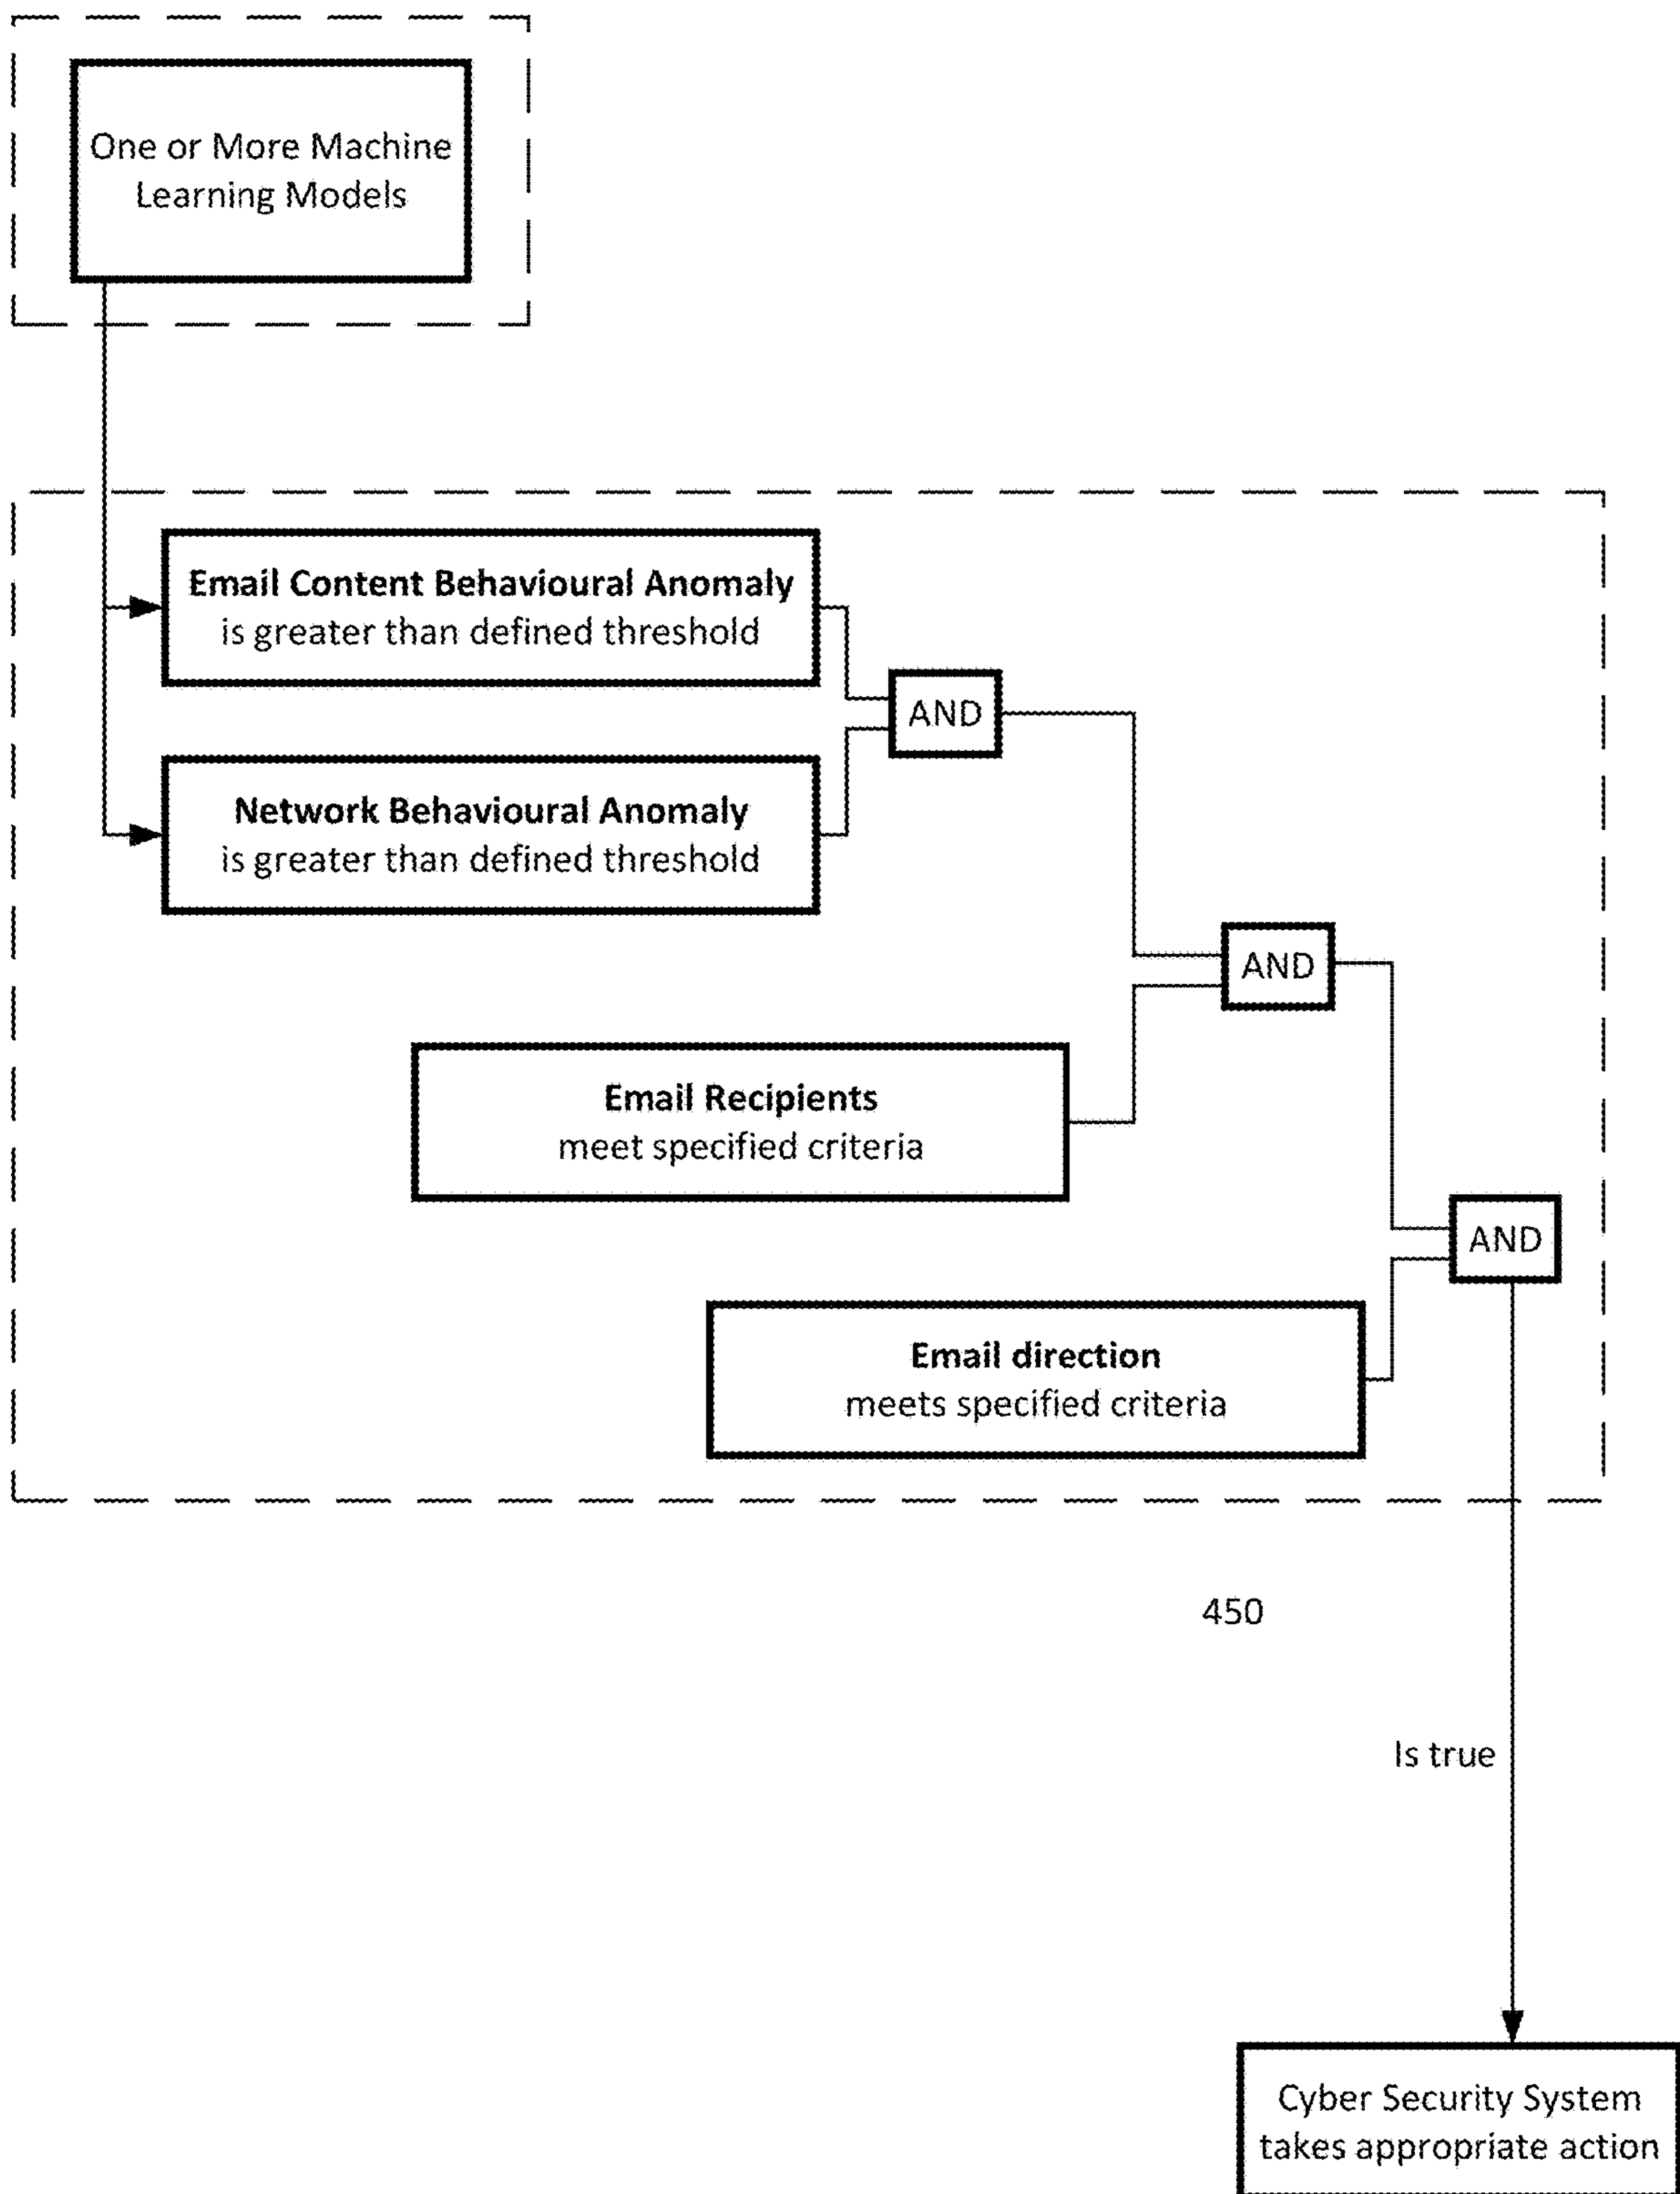 One or More Machine
Learning Models
Email Content Behavioural Anomaly
is greater than defined threshold
AND
Network Behavioural Anomaly
is greater than defined threshold
AND
Email Recipients
meet specified criteria
AND
Email direction
meets specified criteria
450
Is true
Cyber Security System
takes appropriate action